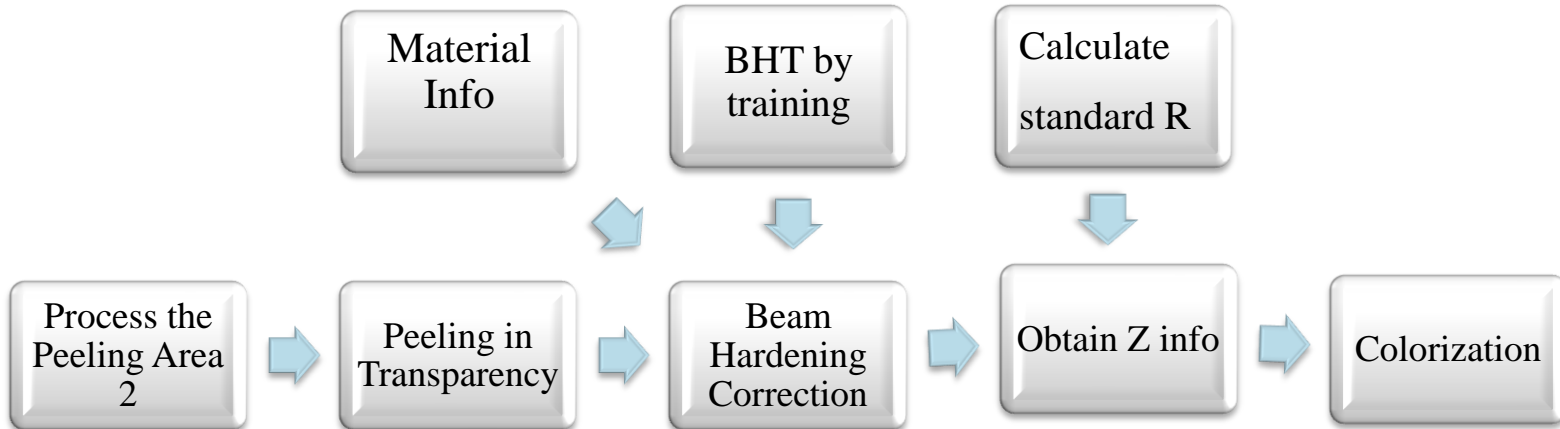 Material
Info
BHT by
training
Calculate
standard R
Process the
Peeling Area
2
Peeling in
Transparency
Beam
Hardening
Correction
Obtain Z info
Colorization